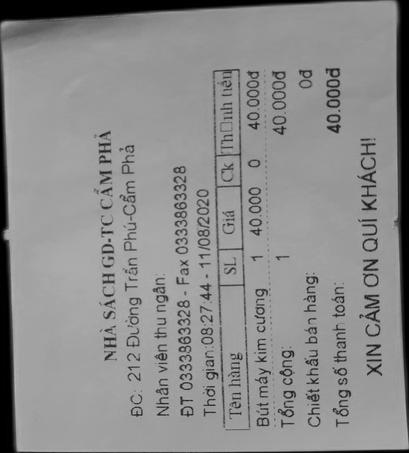 NHÀ SÁCH GD-TC CẨM PHẢ
ĐC: 212 Đường Trần Phú-Cẩm Phả
Nhân viên thu ngân:
ĐT 0333863328 - Fax 0333863328
Thời gian:08:27:44 - 11/08/2020
Tên hàng SL Giá Ck Th□nh tiền
Bút máy kim cương 1 40.000 0 40.000đ
Tổng cộng: 1 40.000đ
Chiết khấu bán hàng: 0đ
Tổng số thanh toán: 40.000đ
XIN CẢM ƠN QUÍ KHÁCH!